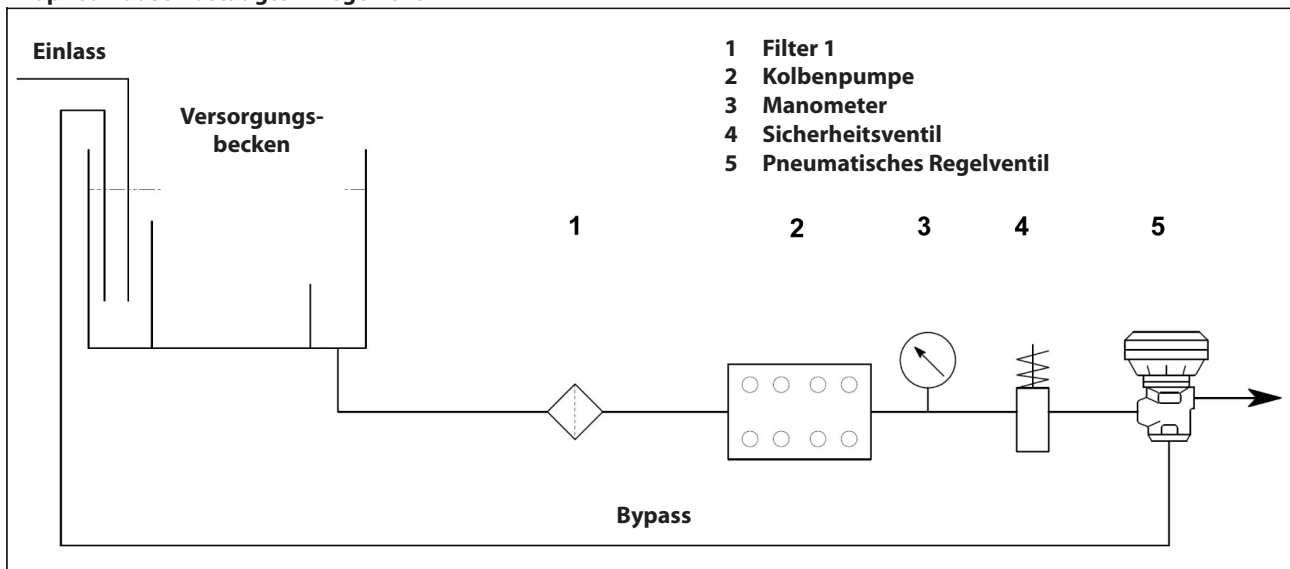 Einlass
Versorgungs-
becken
1 Filter 1
2 Kolbenpumpe
3 Manometer
4 Sicherheitsventil
5 Pneumatisches Regelventil
1 2 3 4 5
Bypass